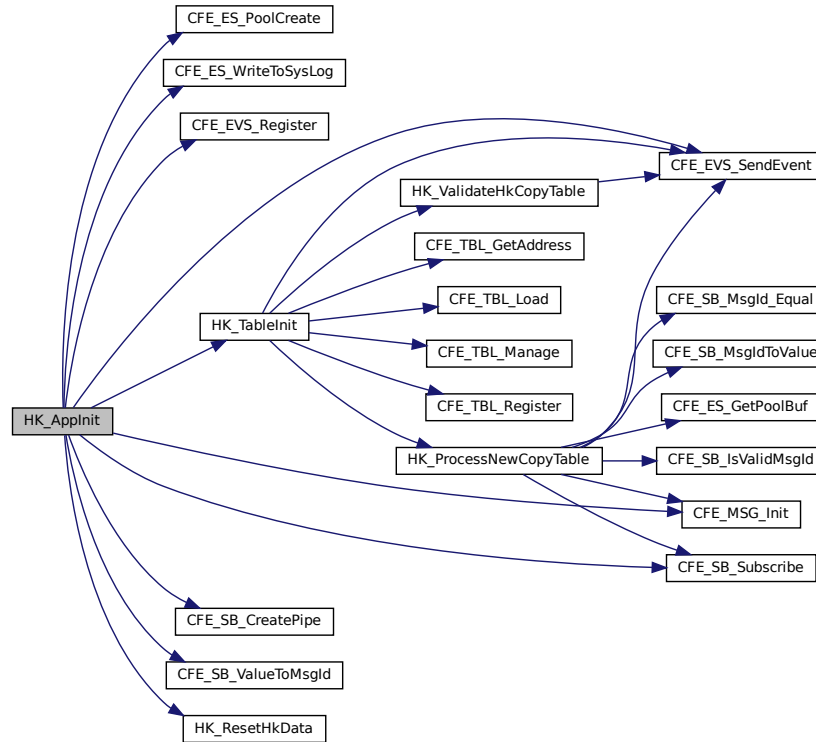 CFE_ES_PoolCreate
CFE_ES_WriteToSysLog
CFE_EVS_Register
CFE_EVS_SendEvent
HK_ValidateHkCopyTable
CFE_TBL_GetAddress
CFE_TBL_Load
CFE_SB_MsgId_Equal
HK_TableInit
CFE_TBL_Manage
CFE_SB_MsgIdToValue
CFE_TBL_Register
CFE_ES_GetPoolBuf
HK_AppInit
HK_ProcessNewCopyTable
CFE_SB_IsValidMsgId
CFE_MSG_Init
CFE_SB_Subscribe
CFE_SB_CreatePipe
CFE_SB_ValueToMsgId
HK_ResetHkData